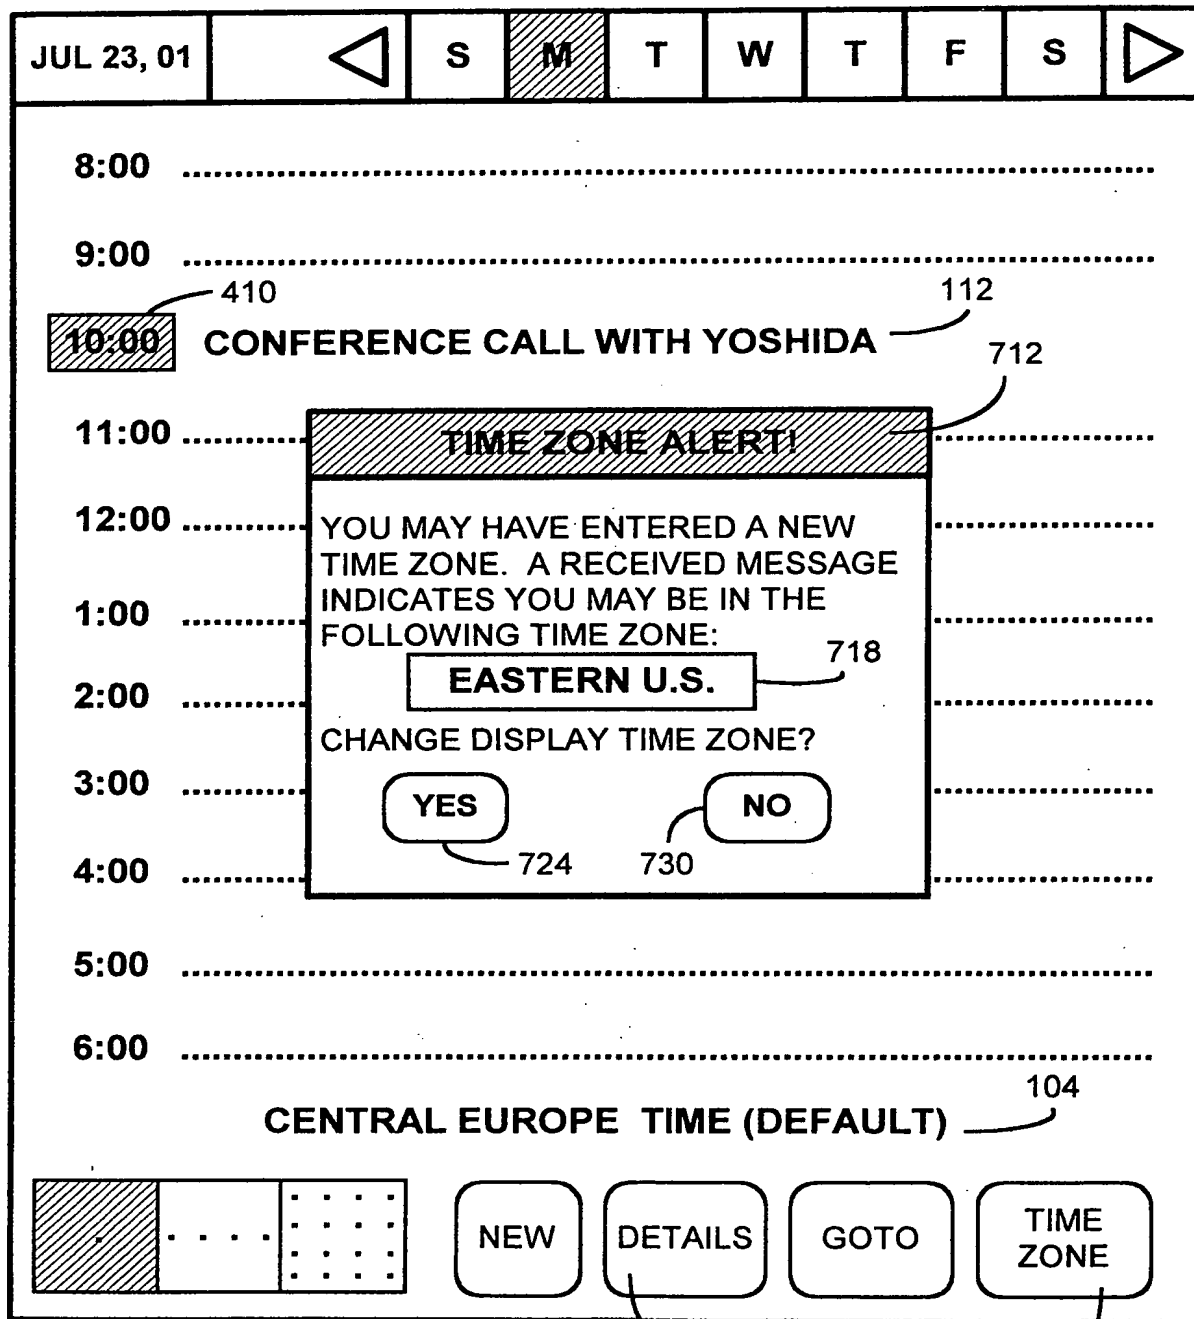 JUL 23, 01 S M T W T F S
8:00
9:00
410 112
10:00 CONFERENCE CALL WITH YOSHIDA
712
11:00 TIME ZONE ALERT!
12:00 YOU MAY HAVE ENTERED A NEW
TIME ZONE. A RECEIVED MESSAGE
1:00 INDICATES YOU MAY BE IN THE
FOLLOWING TIME ZONE:
718
2:00 EASTERN U.S.
CHANGE DISPLAY TIME ZONE?
3:00 YES NO
724 730
4:00
5:00
6:00
104
CENTRAL EUROPE TIME (DEFAULT)
NEW DETAILS GOTO TIME
ZONE